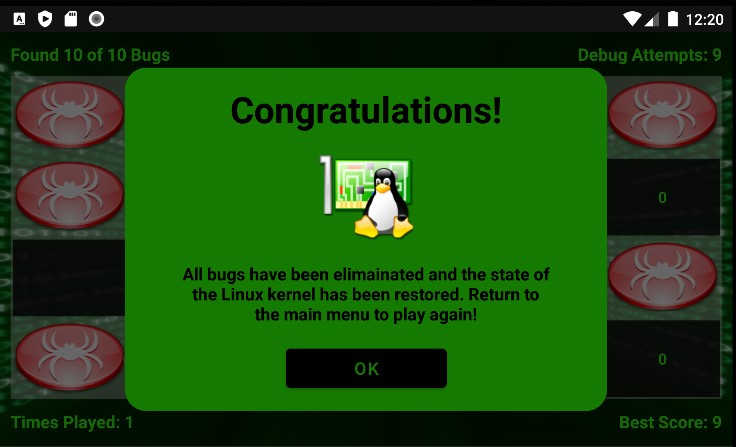 12:20
Found 10 of 10 Bugs
Debug Attempts: 9
Congratulations!
All bugs have been elimainated and the state of
the Linux kernel has been restored. Return to
the main menu to play again!
OK
0
0
Times Played: 1
Best Score: 9